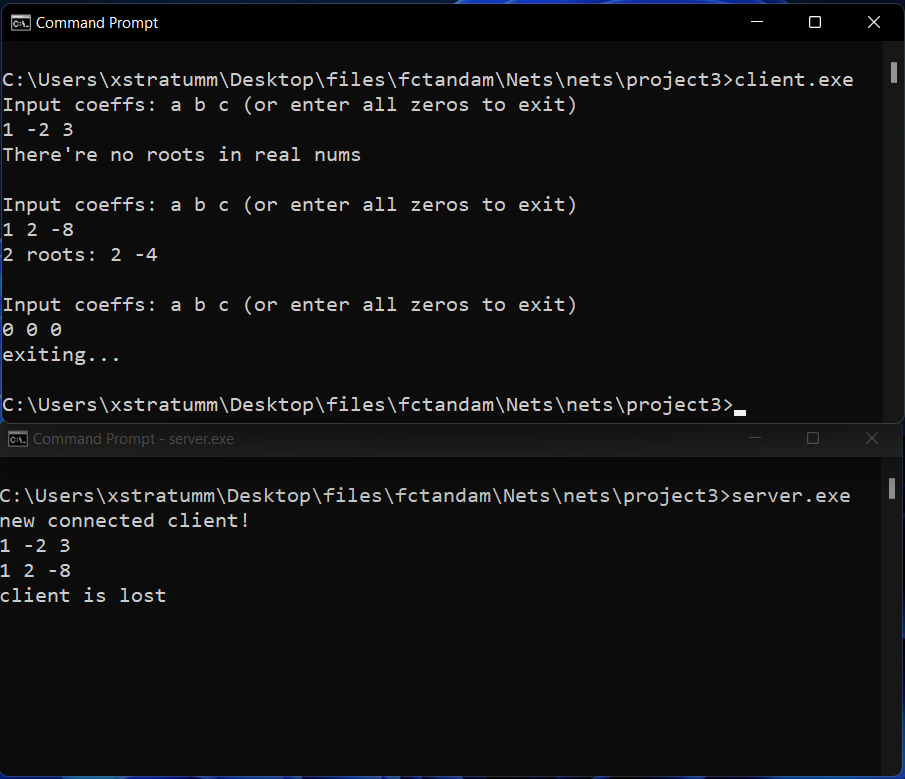 Command Prompt
C:\Users\xstratumm\Desktop\files\fctandam\Nets\nets\project3>client.exe
Input coeffs: a b c (or enter all zeros to exit)
1 -2 3
There're no roots in real nums
Input coeffs: a b c (or enter all zeros to exit)
1 2 -8
2 roots: 2 -4
Input coeffs: a b c (or enter all zeros to exit)
0 0 0
exiting...
C:\Users\xstratumm\Desktop\files\fctandam\Nets\nets\project3>
Command Prompt - server.exe
C:\Users\xstratumm\Desktop\files\fctandam\Nets\nets\project3>server.exe
new connected client!
1 -2 3
1 2 -8
client is lost